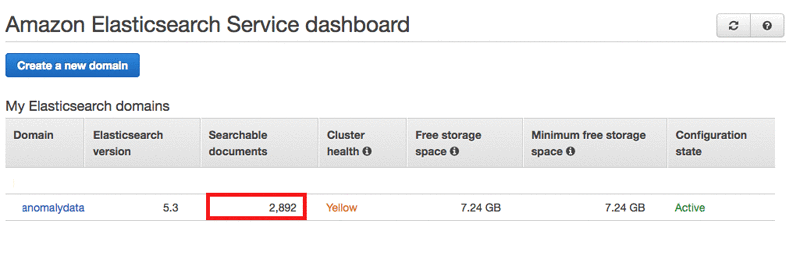 Amazon Elasticsearch Service dashboard
Create a new domain
My Elasticsearch domains
Domain Elasticsearch version Searchable documents Cluster health Free storage space Minimum free storage space Configuration state
anomalydata 5.3 2,892 Yellow 7.24 GB 7.24 GB Active